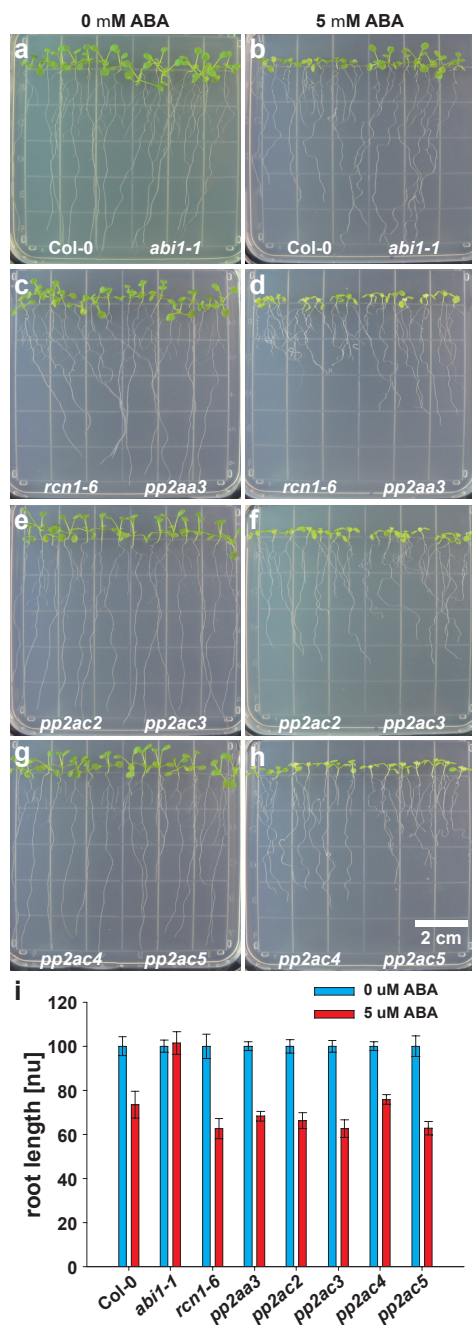 0 mM ABA 5 mM ABA
a b
Col-0 abi1-1 Col-0 abi1-1
c d
rcn1-6 pp2aa3 rcn1-6 pp2aa3
e f
pp2ac2 pp2ac3 pp2ac2 pp2ac3
g h
2 cm
pp2ac4 pp2ac5 pp2ac4 pp2ac5
i
0 uM ABA
5 uM ABA
root length [nu]
120
100
80
60
40
20
0
Col-0 abi1-1 rcn1-6 pp2aa3 pp2ac2 pp2ac3 pp2ac4 pp2ac5